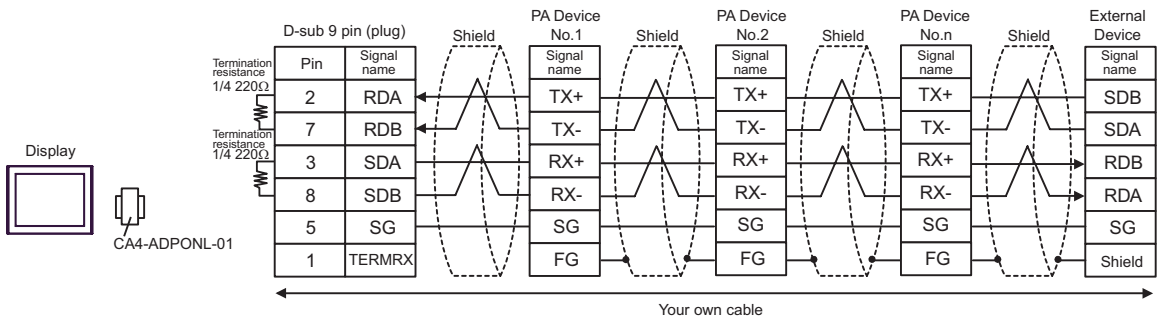 Display
CA4-ADPONL-01
Termination
resistance
1/4 220Ω
Termination
resistance
1/4 220Ω
D-sub 9 pin (plug)
Pin
Signal
name
2
RDA
7
RDB
3
SDA
8
SDB
5
SG
1
TERMRX
Shield
PA Device
No.1
Signal
name
TX+
TX-
RX+
RX-
SG
FG
Shield
PA Device
No.2
Signal
name
TX+
TX-
RX+
RX-
SG
FG
Shield
PA Device
No.n
Signal
name
TX+
TX-
RX+
RX-
SG
FG
Shield
External
Device
Signal
name
SDB
SDA
RDB
RDA
SG
Shield
Your own cable